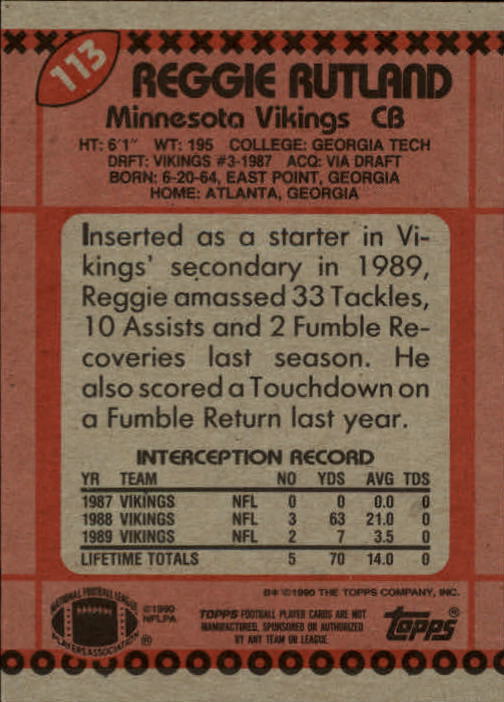 113
REGGIE RUTLAND
Minnesota Vikings CB
HT: 6'1" WT: 195 COLLEGE: GEORGIA TECH
DRFT: VIKINGS #3-1987 ACQ: VIA DRAFT
BORN: 6-20-64, EAST POINT, GEORGIA
HOME: ATLANTA, GEORGIA
Inserted as a starter in Vi-
kings' secondary in 1989,
Reggie amassed 33 Tackles,
10 Assists and 2 Fumble Re-
coveries last season. He
also scored a Touchdown on
a Fumble Return last year.
INTERCEPTION RECORD
YR TEAM NO YDS AVG TDS
1987 VIKINGS NFL 0 0 0.0 0
1988 VIKINGS NFL 3 63 21.0 0
1989 VIKINGS NFL 2 7 3.5 0
LIFETIME TOTALS 5 70 14.0 0
B* ©1990 THE TOPPS COMPANY, INC.
NATIONAL FOOTBALL LEAGUE
PLAYERS ASSOCIATION
®
©1990
NFLPA
TOPPS FOOTBALL PLAYER CARDS ARE NOT
MANUFACTURED, SPONSORED OR AUTHORIZED
BY ANY TEAM OR LEAGUE.
topps®